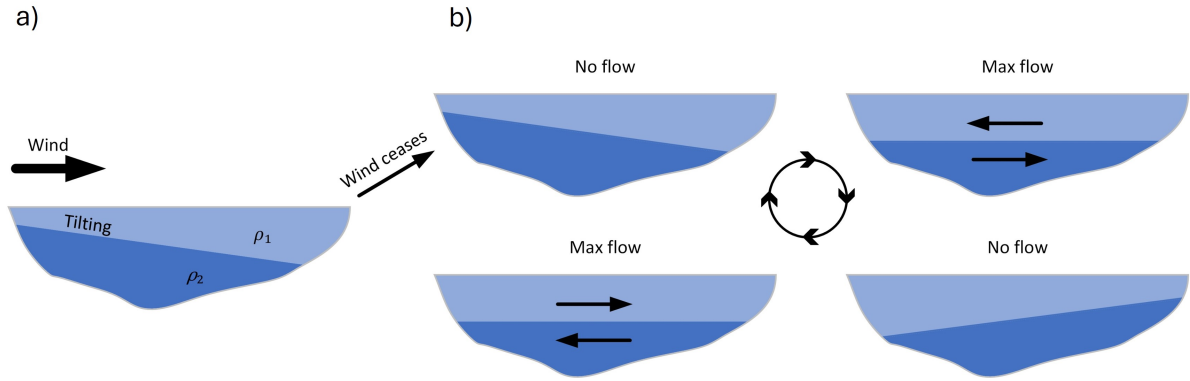 a)
Wind
Tilting
ρ1
ρ2
Wind ceases
b)
No flow
Max flow
Max flow
No flow